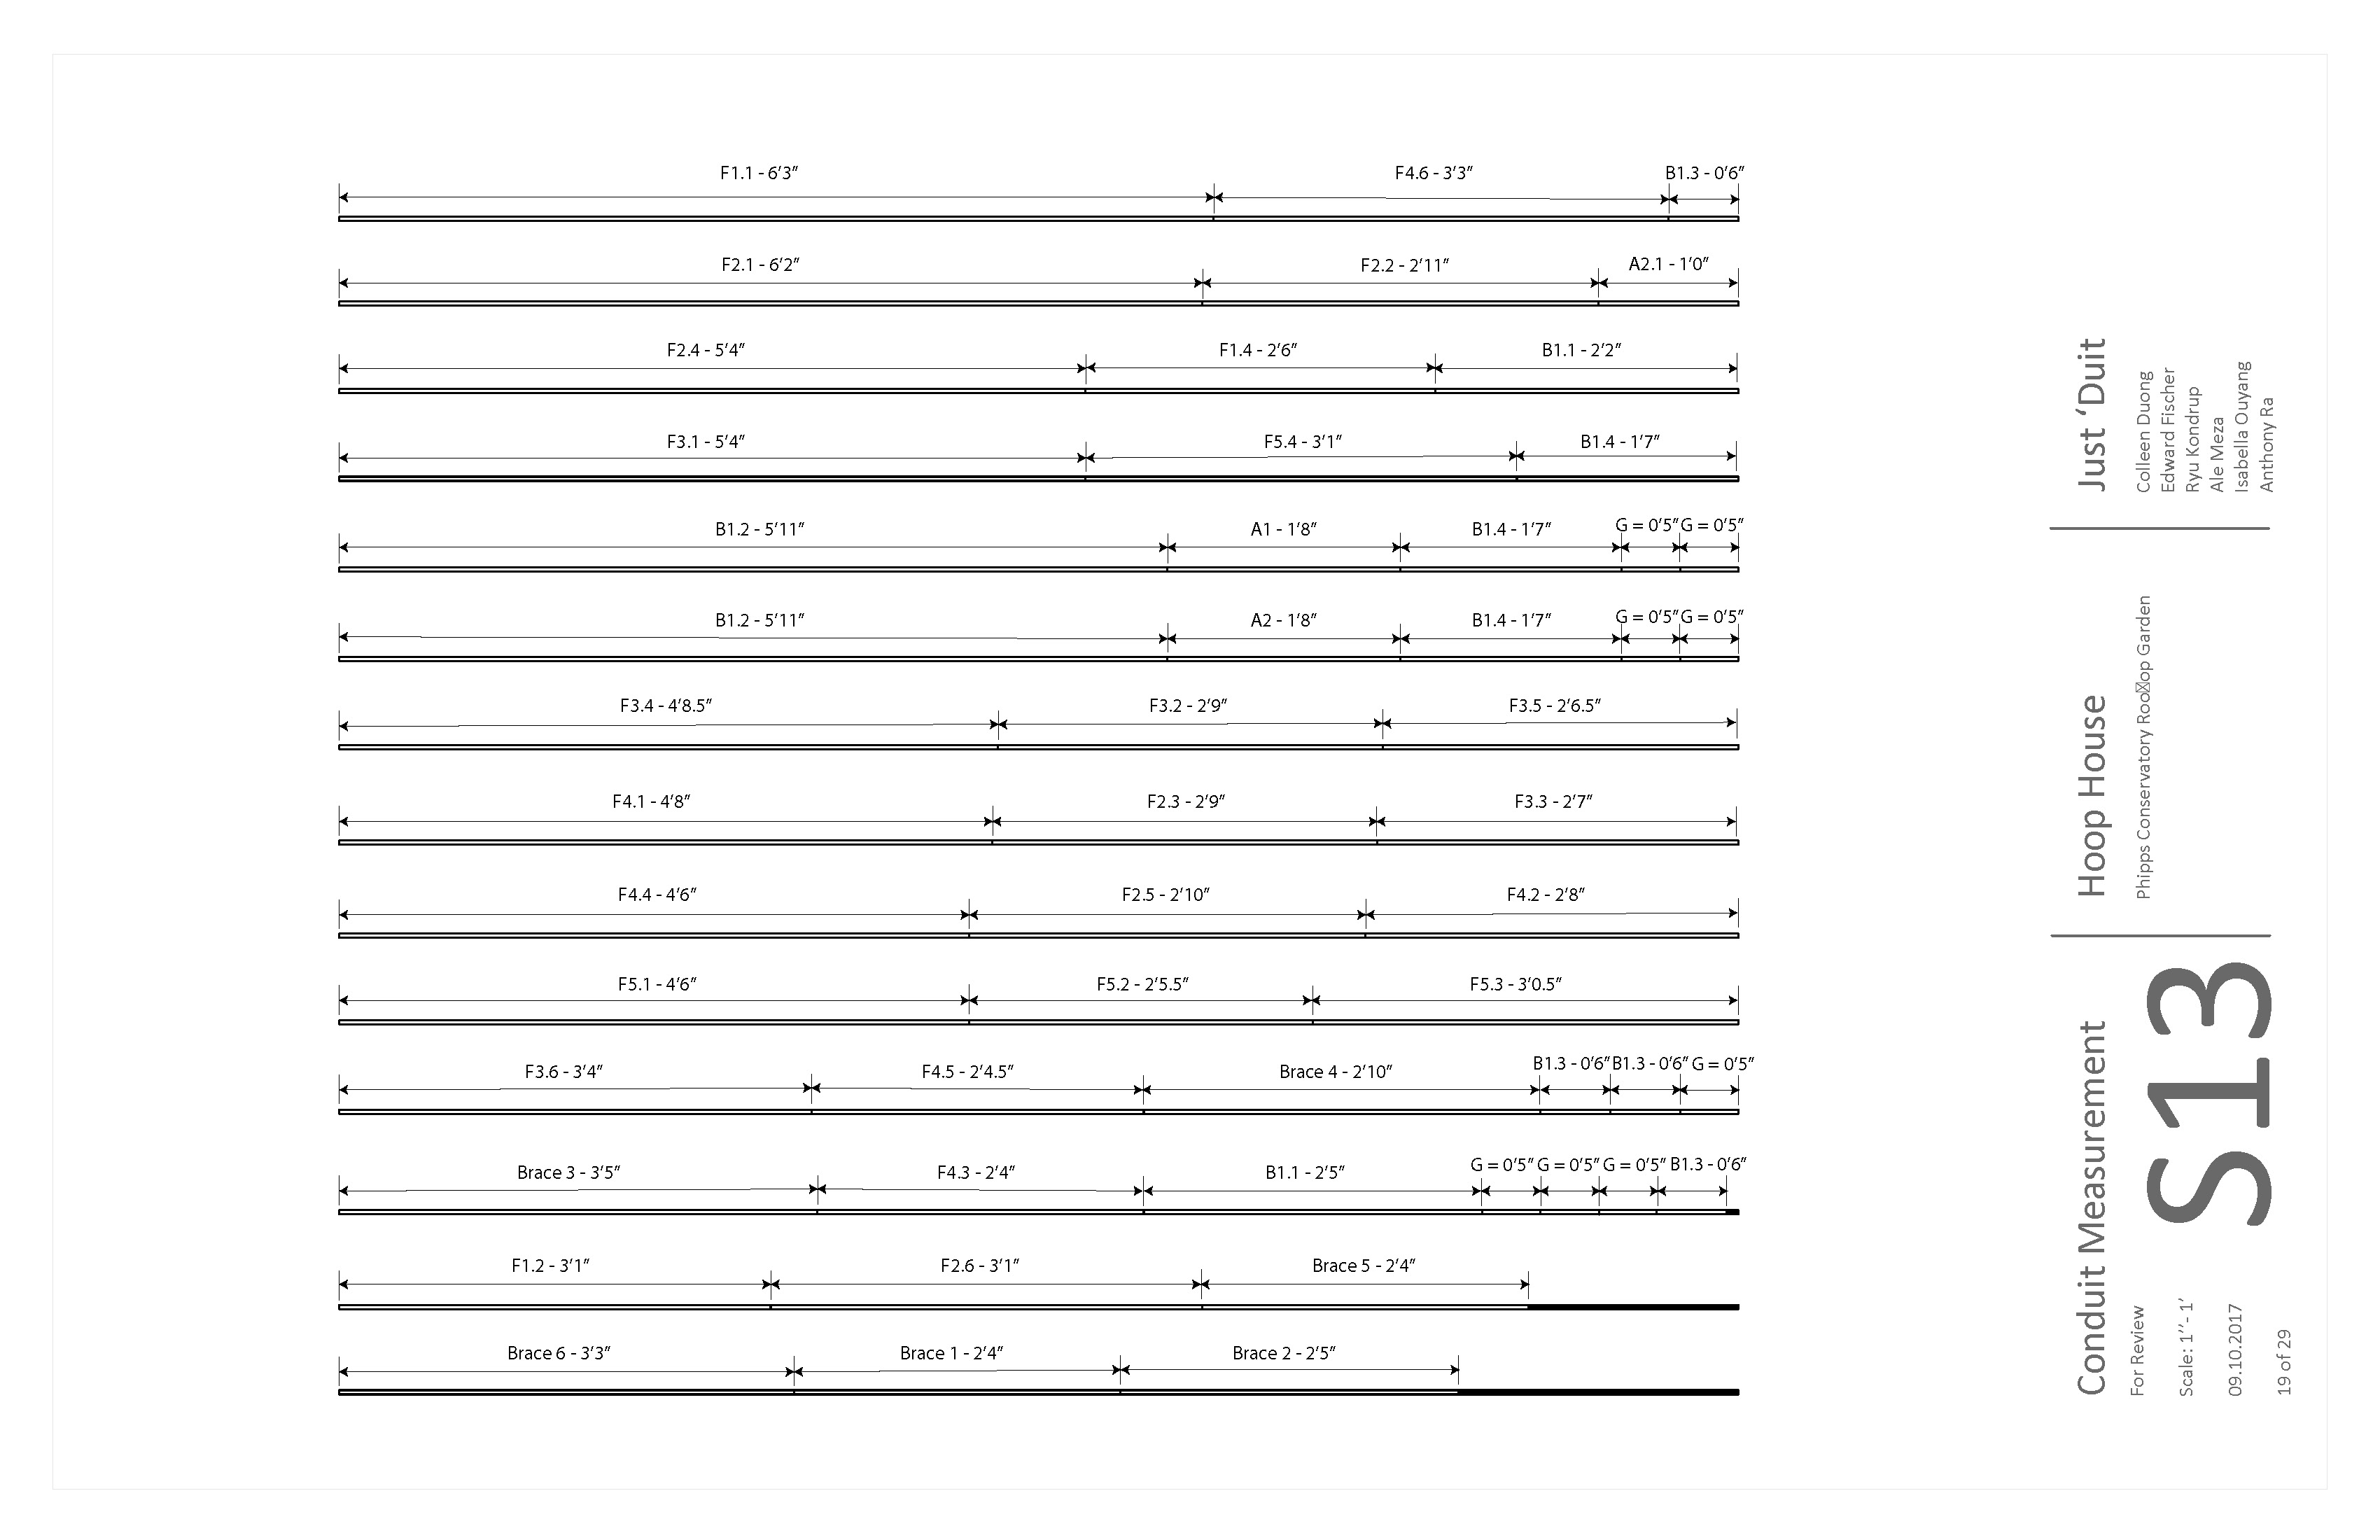 F1.1 - 6’3” F4.6 - 3’3” B1.3 - 0’6”
F2.1 - 6’2” F2.2 - 2’11” A2.1 - 1’0”
F2.4 - 5’4” F1.4 - 2’6” B1.1 - 2’2”
F3.1 - 5’4” F5.4 - 3’1” B1.4 - 1’7”
B1.2 - 5’11” A1 - 1’8” B1.4 - 1’7” G = 0’5” G = 0’5”
B1.2 - 5’11” A2 - 1’8” B1.4 - 1’7” G = 0’5” G = 0’5”
F3.4 - 4’8.5” F3.2 - 2’9” F3.5 - 2’6.5”
F4.1 - 4’8” F2.3 - 2’9” F3.3 - 2’7”
F4.4 - 4’6” F2.5 - 2’10” F4.2 - 2’8”
F5.1 - 4’6” F5.2 - 2’5.5” F5.3 - 3’0.5”
F3.6 - 3’4” F4.5 - 2’4.5” Brace 4 - 2’10” B1.3 - 0’6” B1.3 - 0’6” G = 0’5”
Brace 3 - 3’5” F4.3 - 2’4” B1.1 - 2’5” G = 0’5” G = 0’5” G = 0’5” B1.3 - 0’6”
F1.2 - 3’1” F2.6 - 3’1” Brace 5 - 2’4”
Brace 6 - 3’3” Brace 1 - 2’4” Brace 2 - 2’5”
Just ‘Duit
Colleen Duong
Edward Fischer
Ryu Kondrup
Ale Meza
Isabella Ouyang
Anthony Ra
Hoop House
Phipps Conservatory Roo☒op Garden
Conduit Measurement
For Review
Scale: 1’’- 1’
09.10.2017
19 of 29
S13